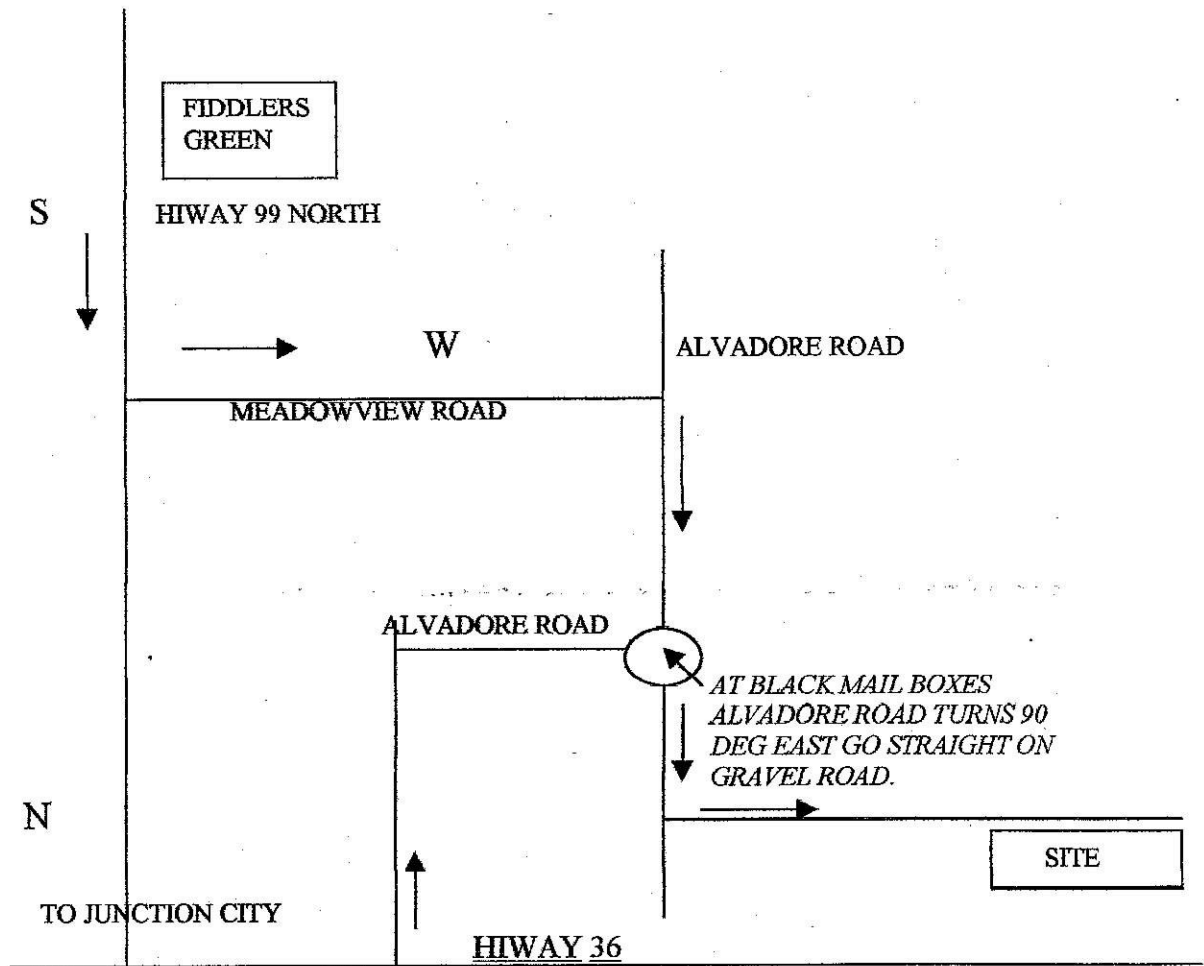 FIDDLERS
GREEN
S
HIWAY 99 NORTH
W
ALVADORE ROAD
MEADOWVIEW ROAD
ALVADORE ROAD
AT BLACK MAIL BOXES
ALVADORE ROAD TURNS 90
DEG EAST GO STRAIGHT ON
GRAVEL ROAD.
N
SITE
TO JUNCTION CITY
HIWAY 36